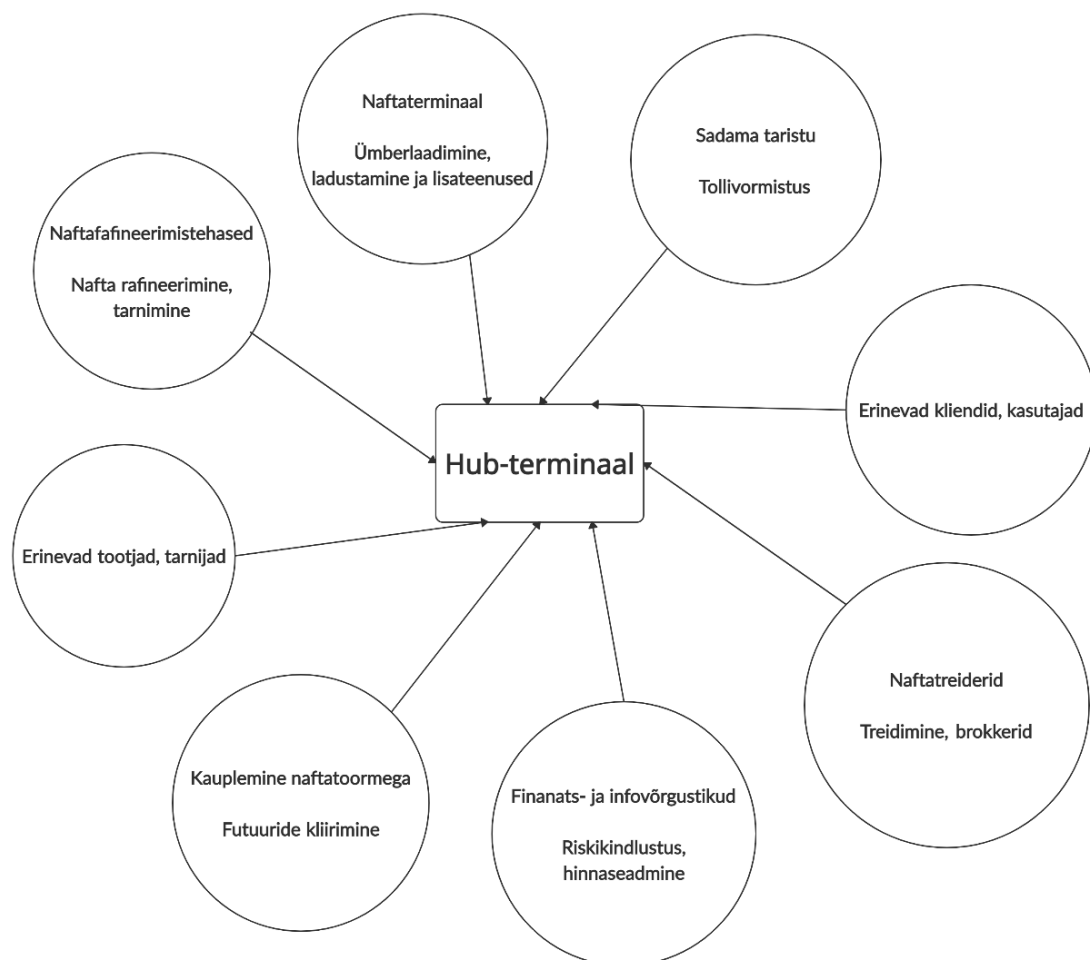 Naftaterminaal
Ümberlaadimine,
ladustamine ja lisateenused
Sadama taristu
Tollivormistus
Naftafafineerimistehased
Nafta rafineerimine,
tarnimine
Erinevad kliendid, kasutajad
Hub-terminaal
Erinevad tootjad, tarnijad
Naftatreiderid
Treidimine, brokkerid
Kauplemine naftatoormega
Futuuride kliirimine
Finanats- ja infovõrgustikud
Riskikindlustus,
hinnaseadmine